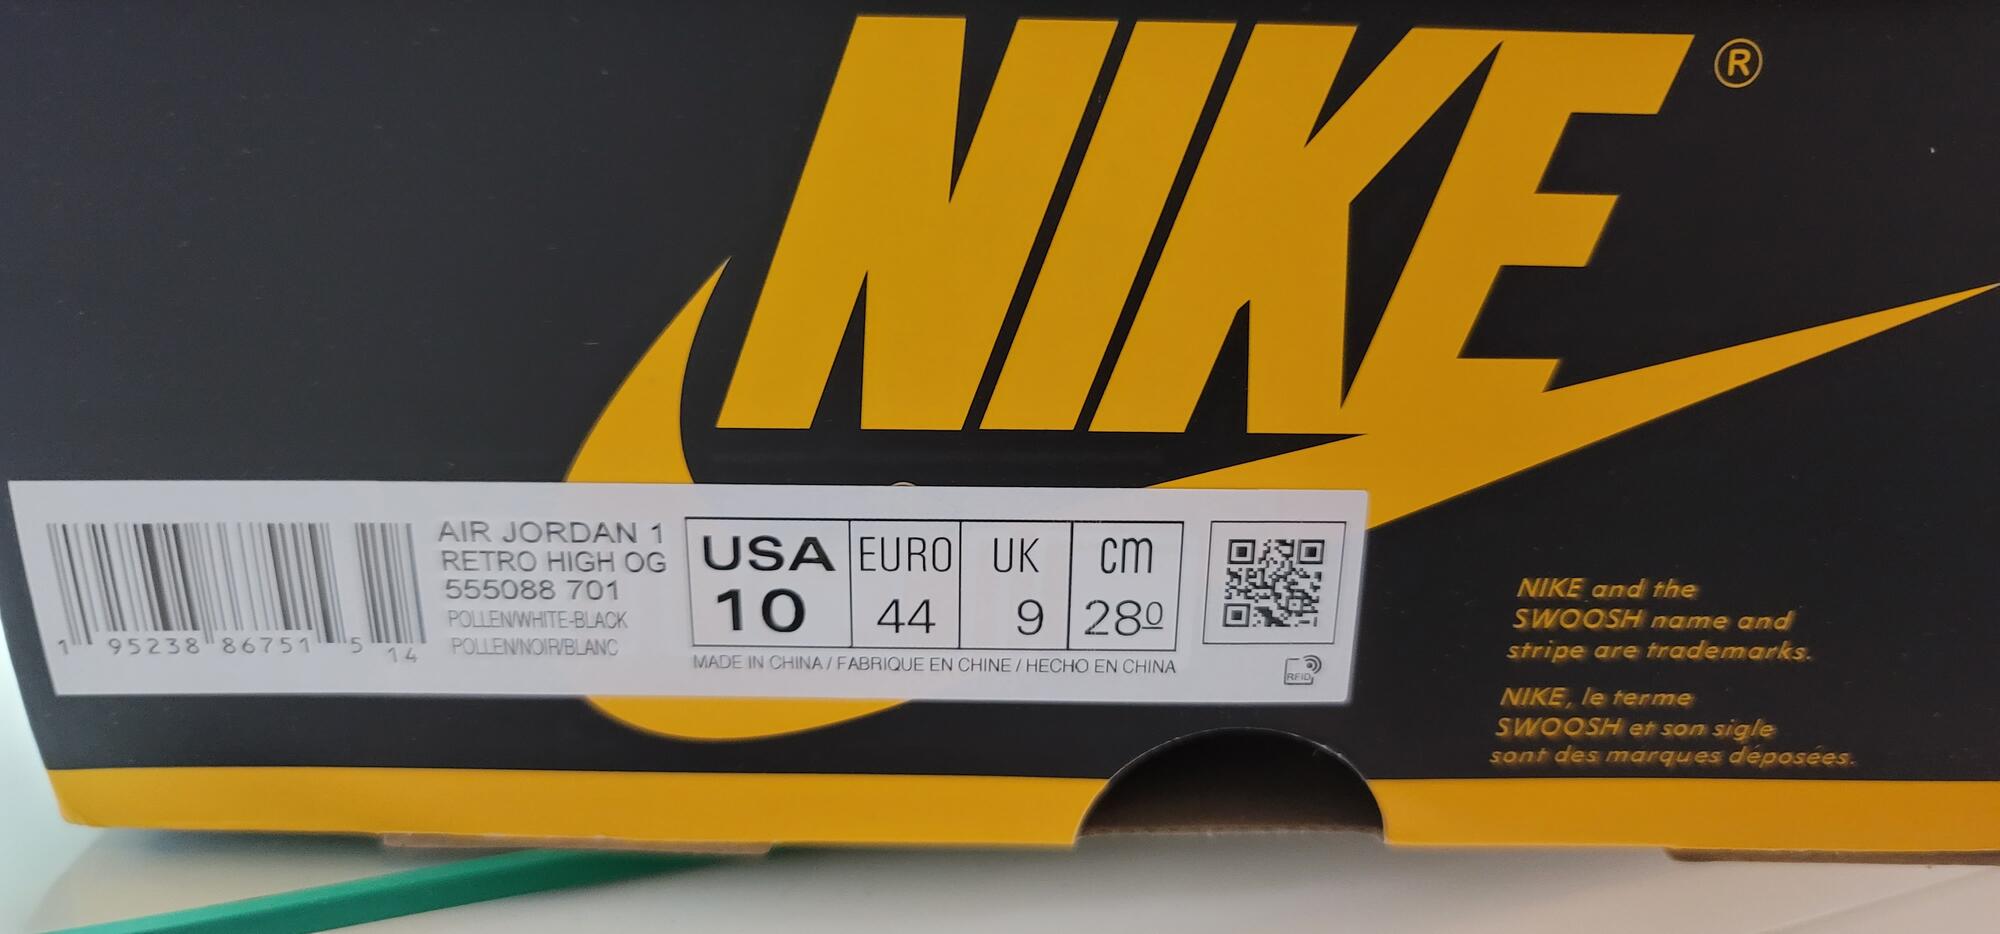 NIKE®
AIR JORDAN 1
RETRO HIGH OG
555088 701
POLLEN/WHITE-BLACK
POLLEN/NOIR/BLANC
1 95238 86751 5 14
USA EURO UK cm
10 44 9 280
MADE IN CHINA / FABRIQUE EN CHINE / HECHO EN CHINA
RFID
NIKE and the
SWOOSH name and
stripe are trademarks.
NIKE, le terme
SWOOSH et son sigle
sont des marques déposées.